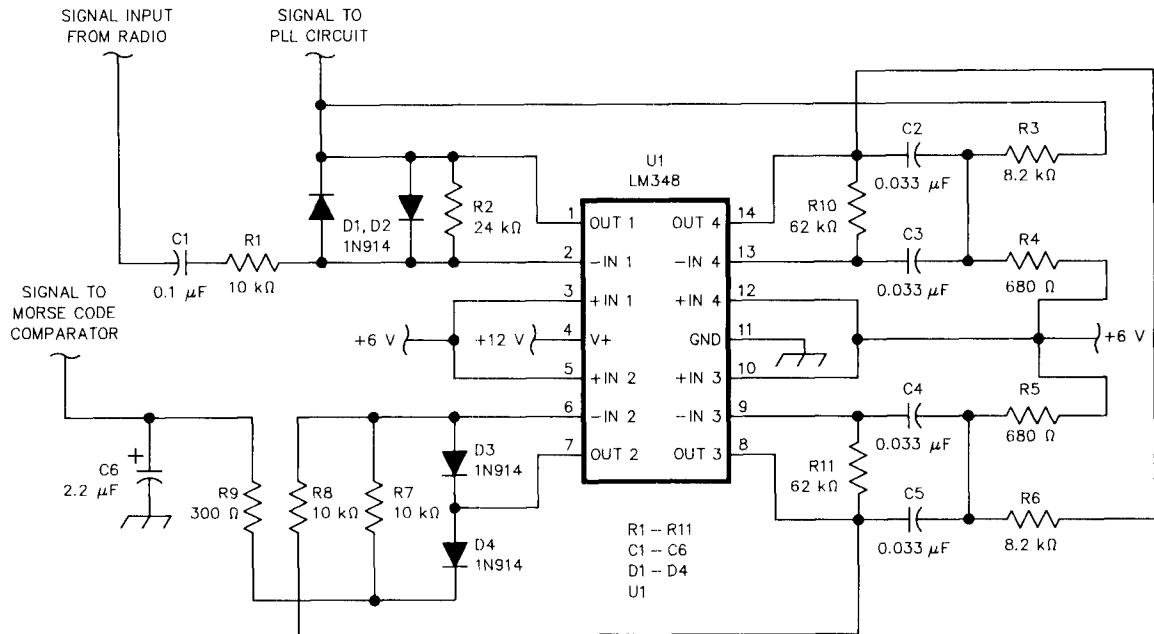 SIGNAL INPUT
FROM RADIO
SIGNAL TO
PLL CIRCUIT
C1
0.1 μF
R1
10 kΩ
D1, D2
1N914
R2
24 kΩ
U1
LM348
1
OUT 1
2
-IN 1
3
+IN 1
4
V+
5
+IN 2
6
-IN 2
7
OUT 2
14
OUT 4
13
-IN 4
12
+IN 4
11
GND
10
+IN 3
9
-IN 3
8
OUT 3
+6 V
+12 V
C2
0.033 μF
R3
8.2 kΩ
R10
62 kΩ
C3
0.033 μF
R4
680 Ω
+6 V
C4
0.033 μF
R5
680 Ω
R11
62 kΩ
C5
0.033 μF
R6
8.2 kΩ
SIGNAL TO
MORSE CODE
COMPARATOR
+
C6
2.2 μF
R9
300 Ω
R8
10 kΩ
R7
10 kΩ
D3
1N914
D4
1N914
R1 – R11
C1 – C6
D1 – D4
U1